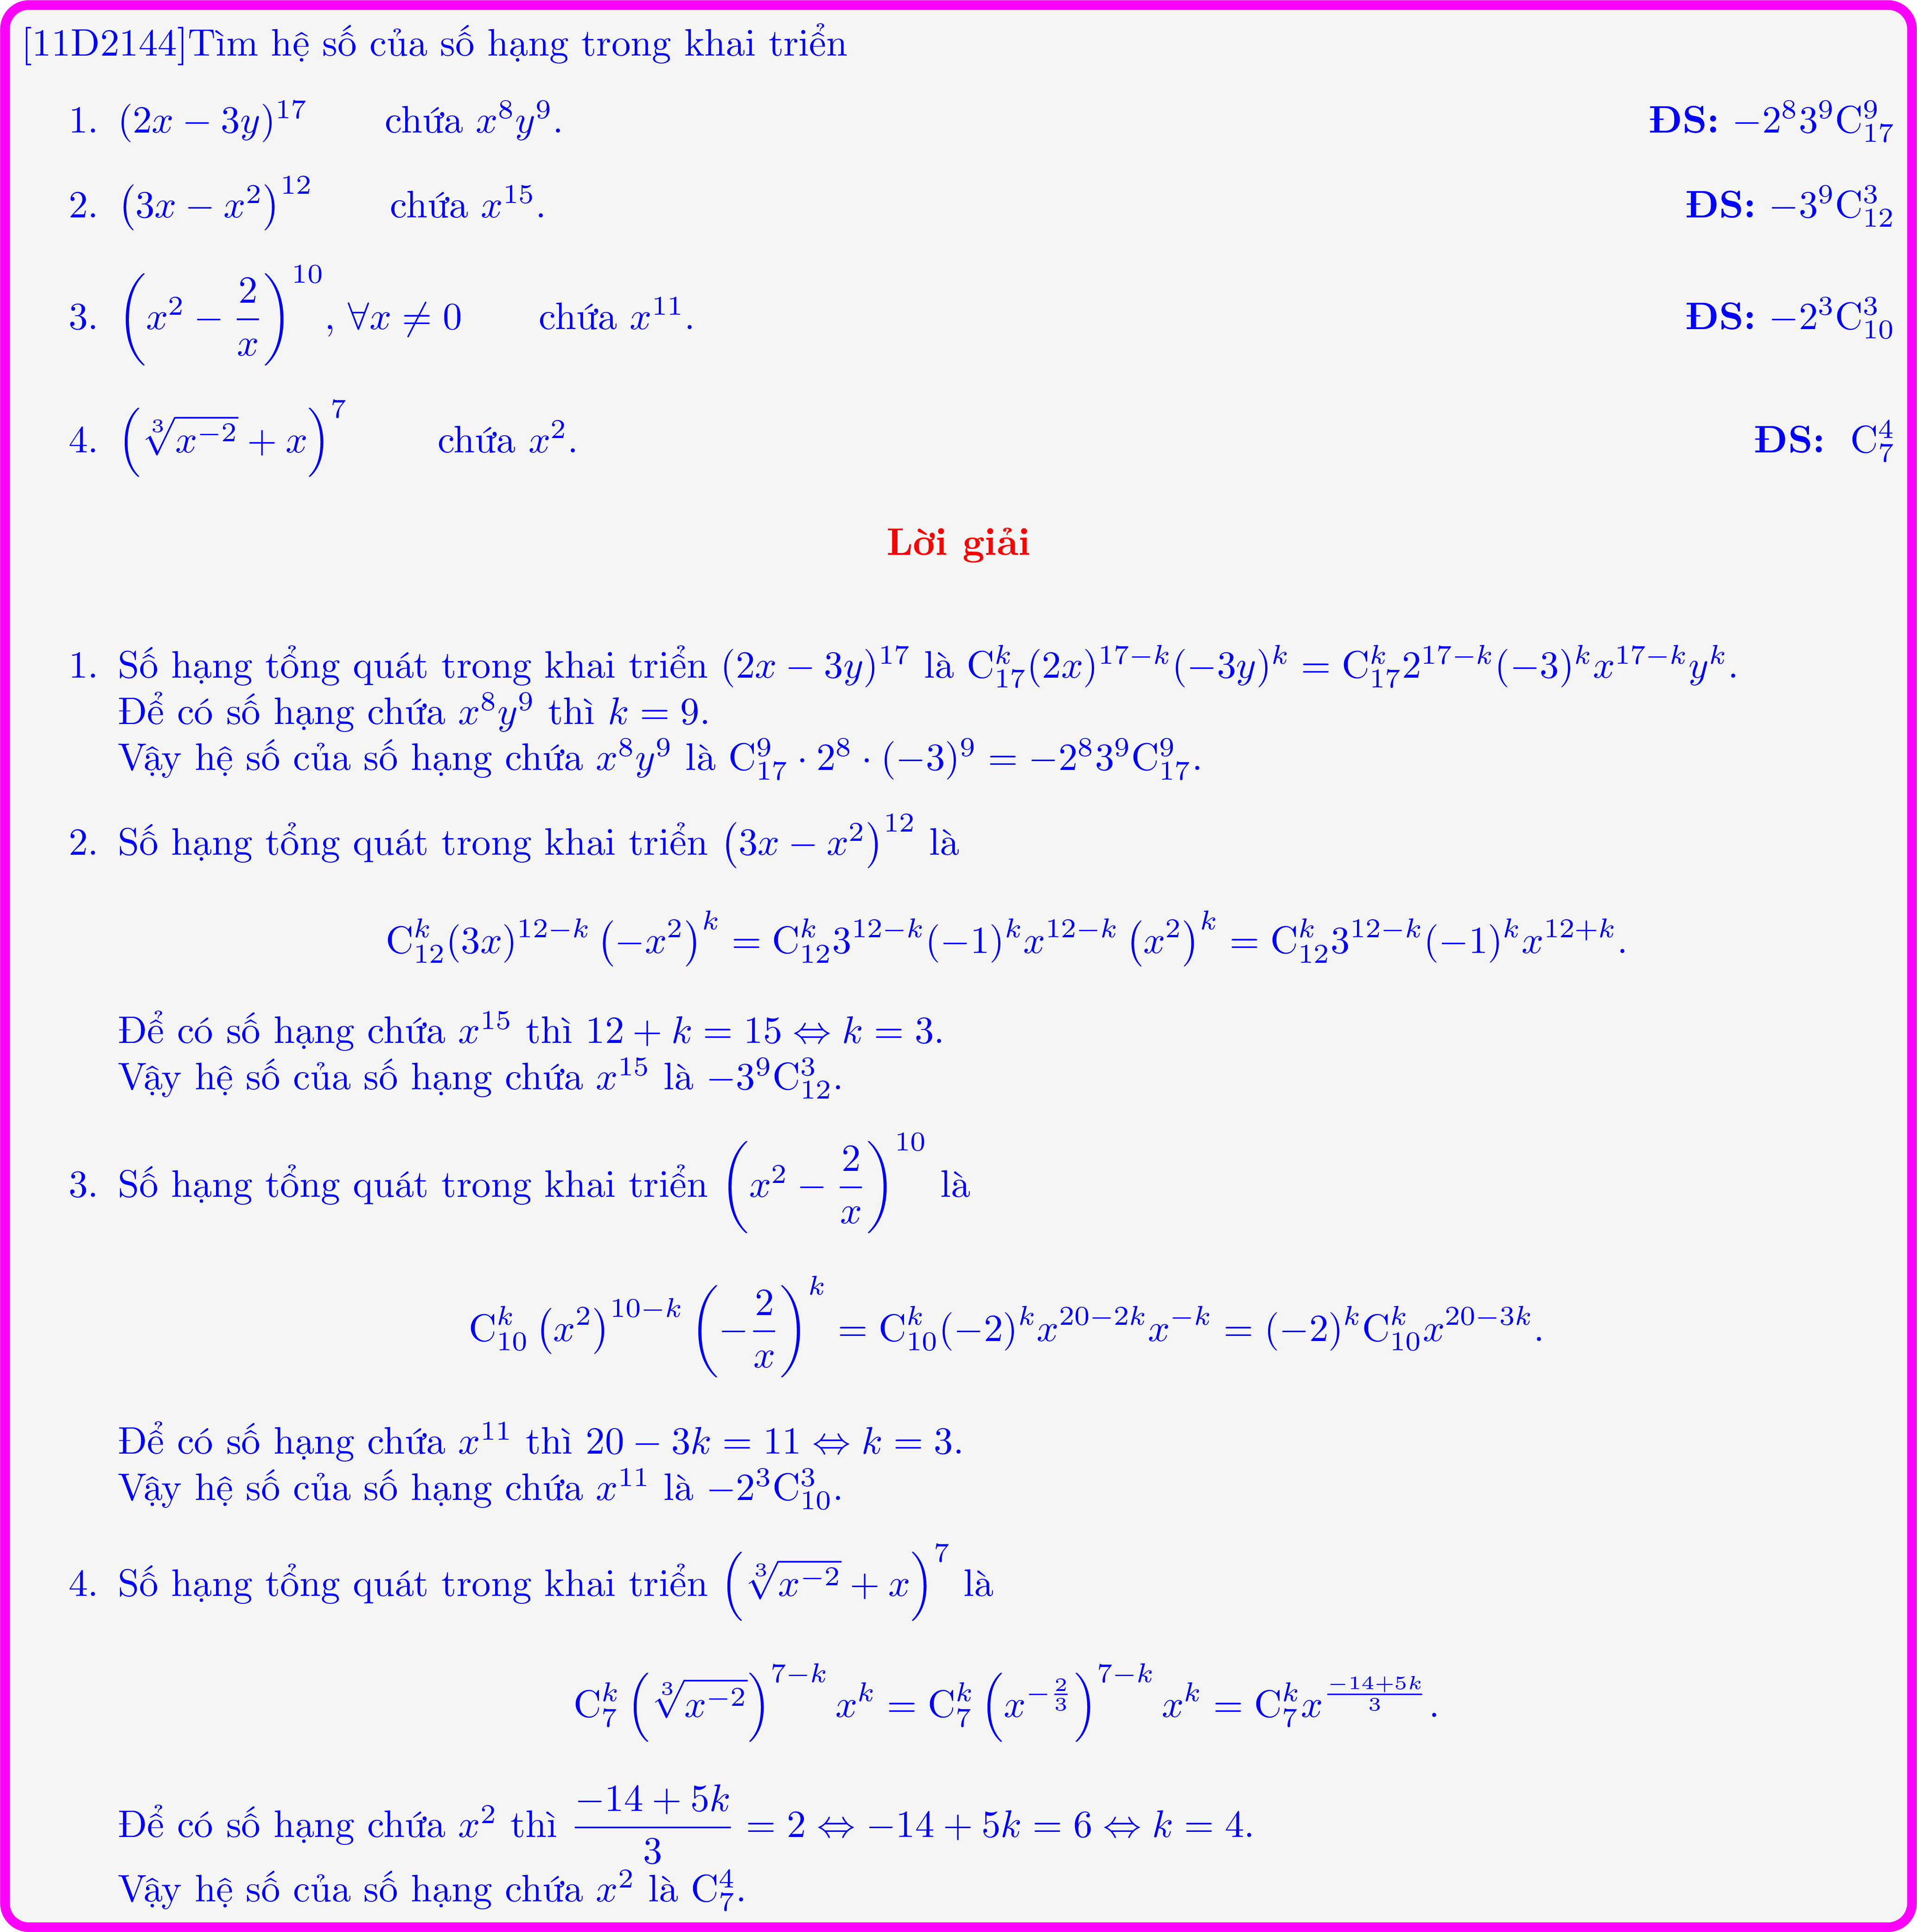 [11D2144]Tìm hệ số của số hạng trong khai triển
1. $(2x - 3y)^{17}$ chứa $x^8y^9$. ĐS: $-2^83^9\mathrm{C}_{17}^9$
2. $\left(3x - x^2\right)^{12}$ chứa $x^{15}$. ĐS: $-3^9\mathrm{C}_{12}^3$
3. $\left(x^2 - \dfrac{2}{x}\right)^{10}, \forall x \neq 0$ chứa $x^{11}$. ĐS: $-2^3\mathrm{C}_{10}^3$
4. $\left(\sqrt[3]{x^{-2}} + x\right)^7$ chứa $x^2$. ĐS: $\mathrm{C}_7^4$
Lời giải
1. Số hạng tổng quát trong khai triển $(2x - 3y)^{17}$ là $\mathrm{C}_{17}^k(2x)^{17-k}(-3y)^k = \mathrm{C}_{17}^k2^{17-k}(-3)^kx^{17-k}y^k$.
Để có số hạng chứa $x^8y^9$ thì $k = 9$.
Vậy hệ số của số hạng chứa $x^8y^9$ là $\mathrm{C}_{17}^9 \cdot 2^8 \cdot (-3)^9 = -2^83^9\mathrm{C}_{17}^9$.
2. Số hạng tổng quát trong khai triển $\left(3x - x^2\right)^{12}$ là
$\mathrm{C}_{12}^k(3x)^{12-k}\left(-x^2\right)^k = \mathrm{C}_{12}^k3^{12-k}(-1)^kx^{12-k}\left(x^2\right)^k = \mathrm{C}_{12}^k3^{12-k}(-1)^kx^{12+k}$.
Để có số hạng chứa $x^{15}$ thì $12 + k = 15 \Leftrightarrow k = 3$.
Vậy hệ số của số hạng chứa $x^{15}$ là $-3^9\mathrm{C}_{12}^3$.
3. Số hạng tổng quát trong khai triển $\left(x^2 - \dfrac{2}{x}\right)^{10}$ là
$\mathrm{C}_{10}^k\left(x^2\right)^{10-k}\left(-\dfrac{2}{x}\right)^k = \mathrm{C}_{10}^k(-2)^kx^{20-2k}x^{-k} = (-2)^k\mathrm{C}_{10}^kx^{20-3k}$.
Để có số hạng chứa $x^{11}$ thì $20 - 3k = 11 \Leftrightarrow k = 3$.
Vậy hệ số của số hạng chứa $x^{11}$ là $-2^3\mathrm{C}_{10}^3$.
4. Số hạng tổng quát trong khai triển $\left(\sqrt[3]{x^{-2}} + x\right)^7$ là
$\mathrm{C}_7^k\left(\sqrt[3]{x^{-2}}\right)^{7-k}x^k = \mathrm{C}_7^k\left(x^{-\frac{2}{3}}\right)^{7-k}x^k = \mathrm{C}_7^kx^{\frac{-14+5k}{3}}$.
Để có số hạng chứa $x^2$ thì $\dfrac{-14 + 5k}{3} = 2 \Leftrightarrow -14 + 5k = 6 \Leftrightarrow k = 4$.
Vậy hệ số của số hạng chứa $x^2$ là $\mathrm{C}_7^4$.